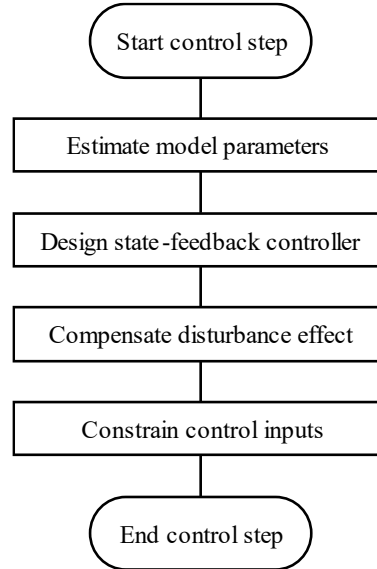 Start control step
Estimate model parameters
Design state-feedback controller
Compensate disturbance effect
Constrain control inputs
End control step